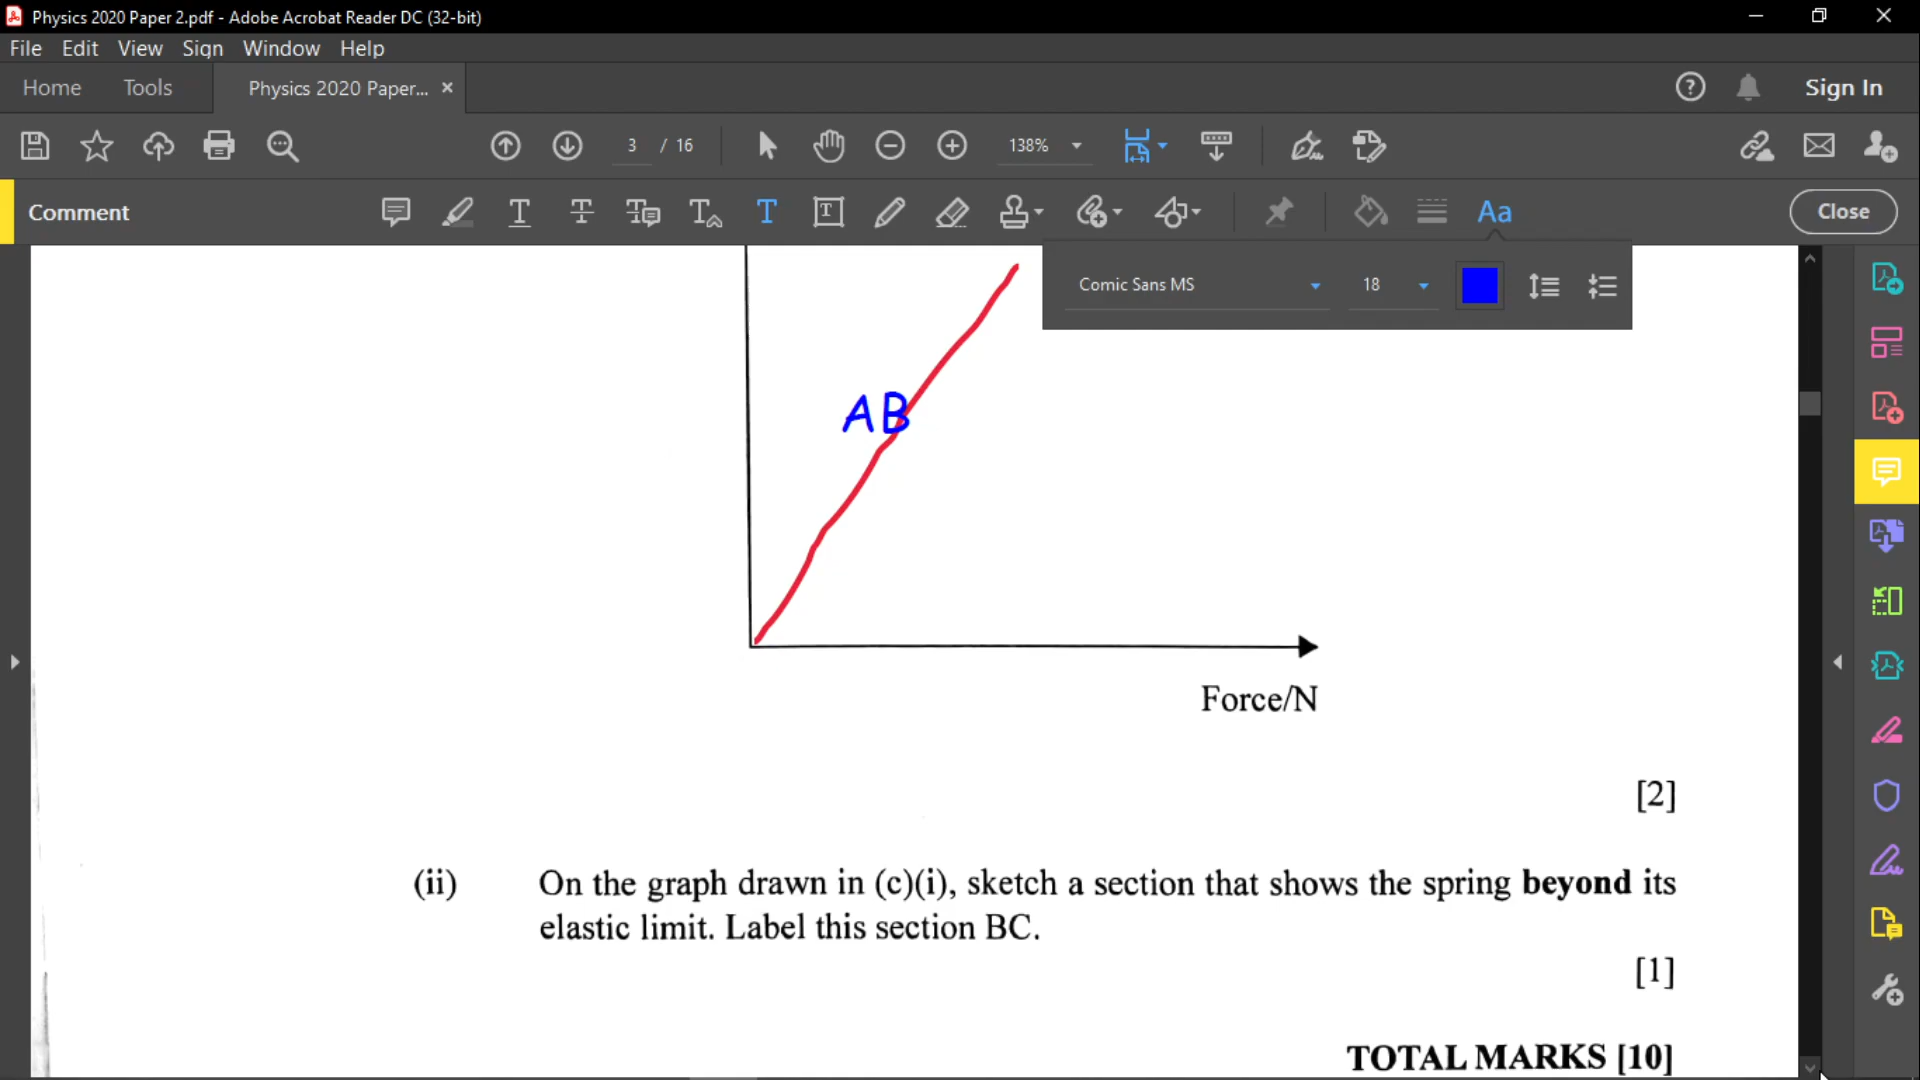 Physics 2020 Paper 2.pdf - Adobe Acrobat Reader DC (32-bit)
File Edit View Sign Window Help
Home Tools Physics 2020 Paper... × Sign In
3 / 16 138%
Comment Aa Close
Comic Sans MS 18
AB
Force/N
[2]
(ii) On the graph drawn in (c)(i), sketch a section that shows the spring beyond its
elastic limit. Label this section BC.
[1]
TOTAL MARKS [10]